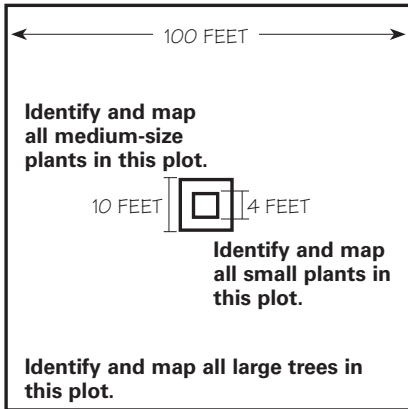 100 FEET
Identify and map
all medium-size
plants in this plot.
10 FEET
4 FEET
Identify and map
all small plants in
this plot.
Identify and map all large trees in
this plot.